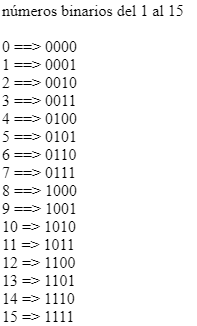 números binarios del 1 al 15
0 ==> 0000
1 ==> 0001
2 ==> 0010
3 ==> 0011
4 ==> 0100
5 ==> 0101
6 ==> 0110
7 ==> 0111
8 ==> 1000
9 ==> 1001
10 => 1010
11 => 1011
12 => 1100
13 => 1101
14 => 1110
15 => 1111